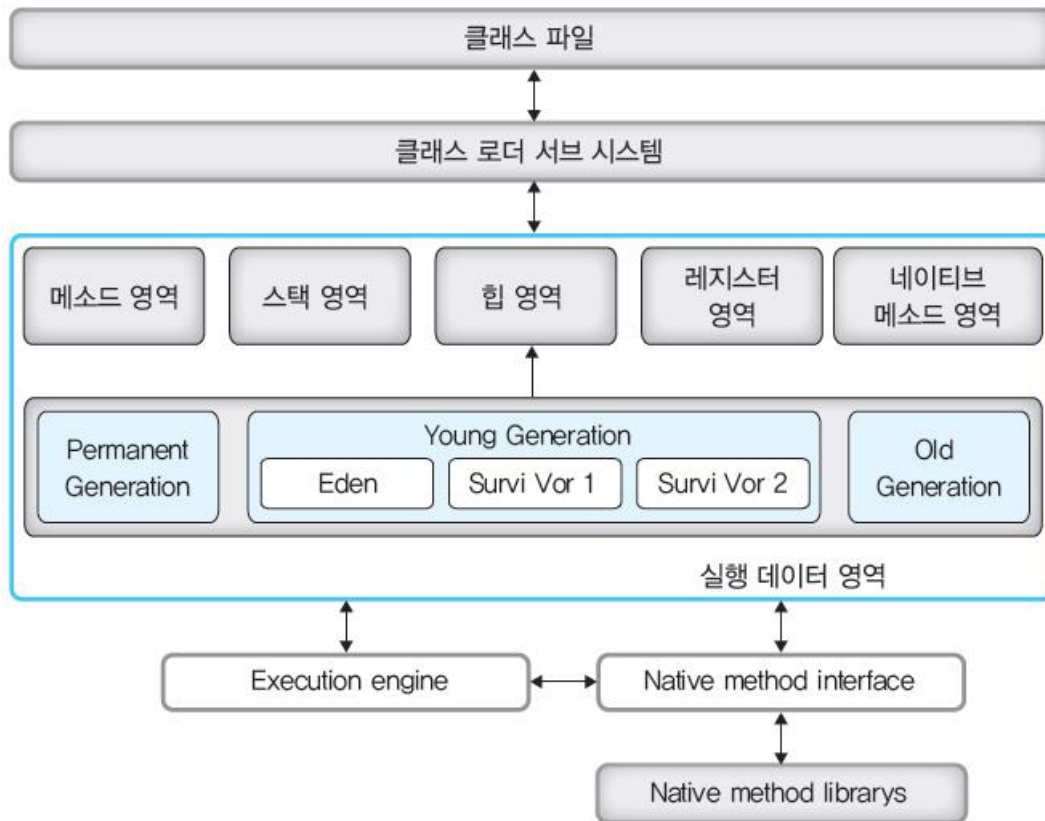 클래스 파일
클래스 로더 서브 시스템
메소드 영역
스택 영역
힙 영역
레지스터
영역
네이티브
메소드 영역
Permanent
Generation
Young Generation
Eden
Survi Vor 1
Survi Vor 2
Old
Generation
실행 데이터 영역
Execution engine
Native method interface
Native method librarys